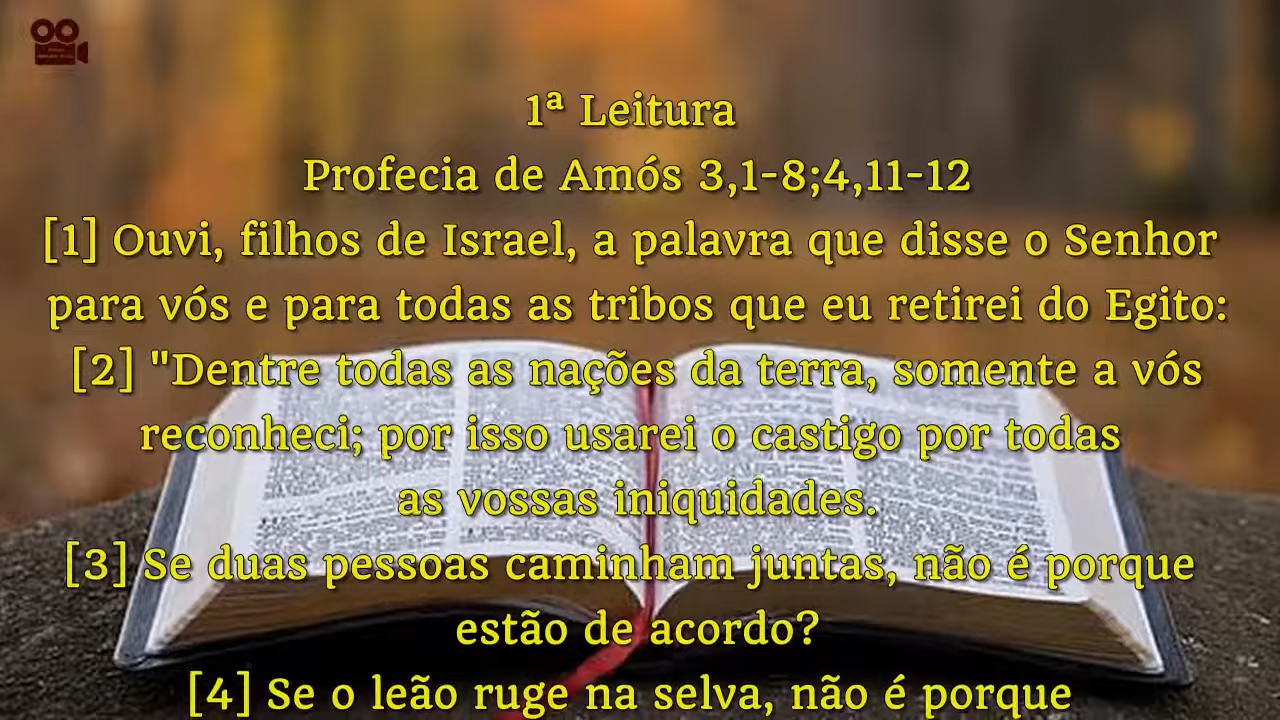 1ª Leitura
Profecia de Amós 3,1-8;4,11-12
[1] Ouvi, filhos de Israel, a palavra que disse o Senhor
para vós e para todas as tribos que eu retirei do Egito:
[2] "Dentre todas as nações da terra, somente a vós
reconheci; por isso usarei o castigo por todas
as vossas iniquidades.
[3] Se duas pessoas caminham juntas, não é porque
estão de acordo?
[4] Se o leão ruge na selva, não é porque